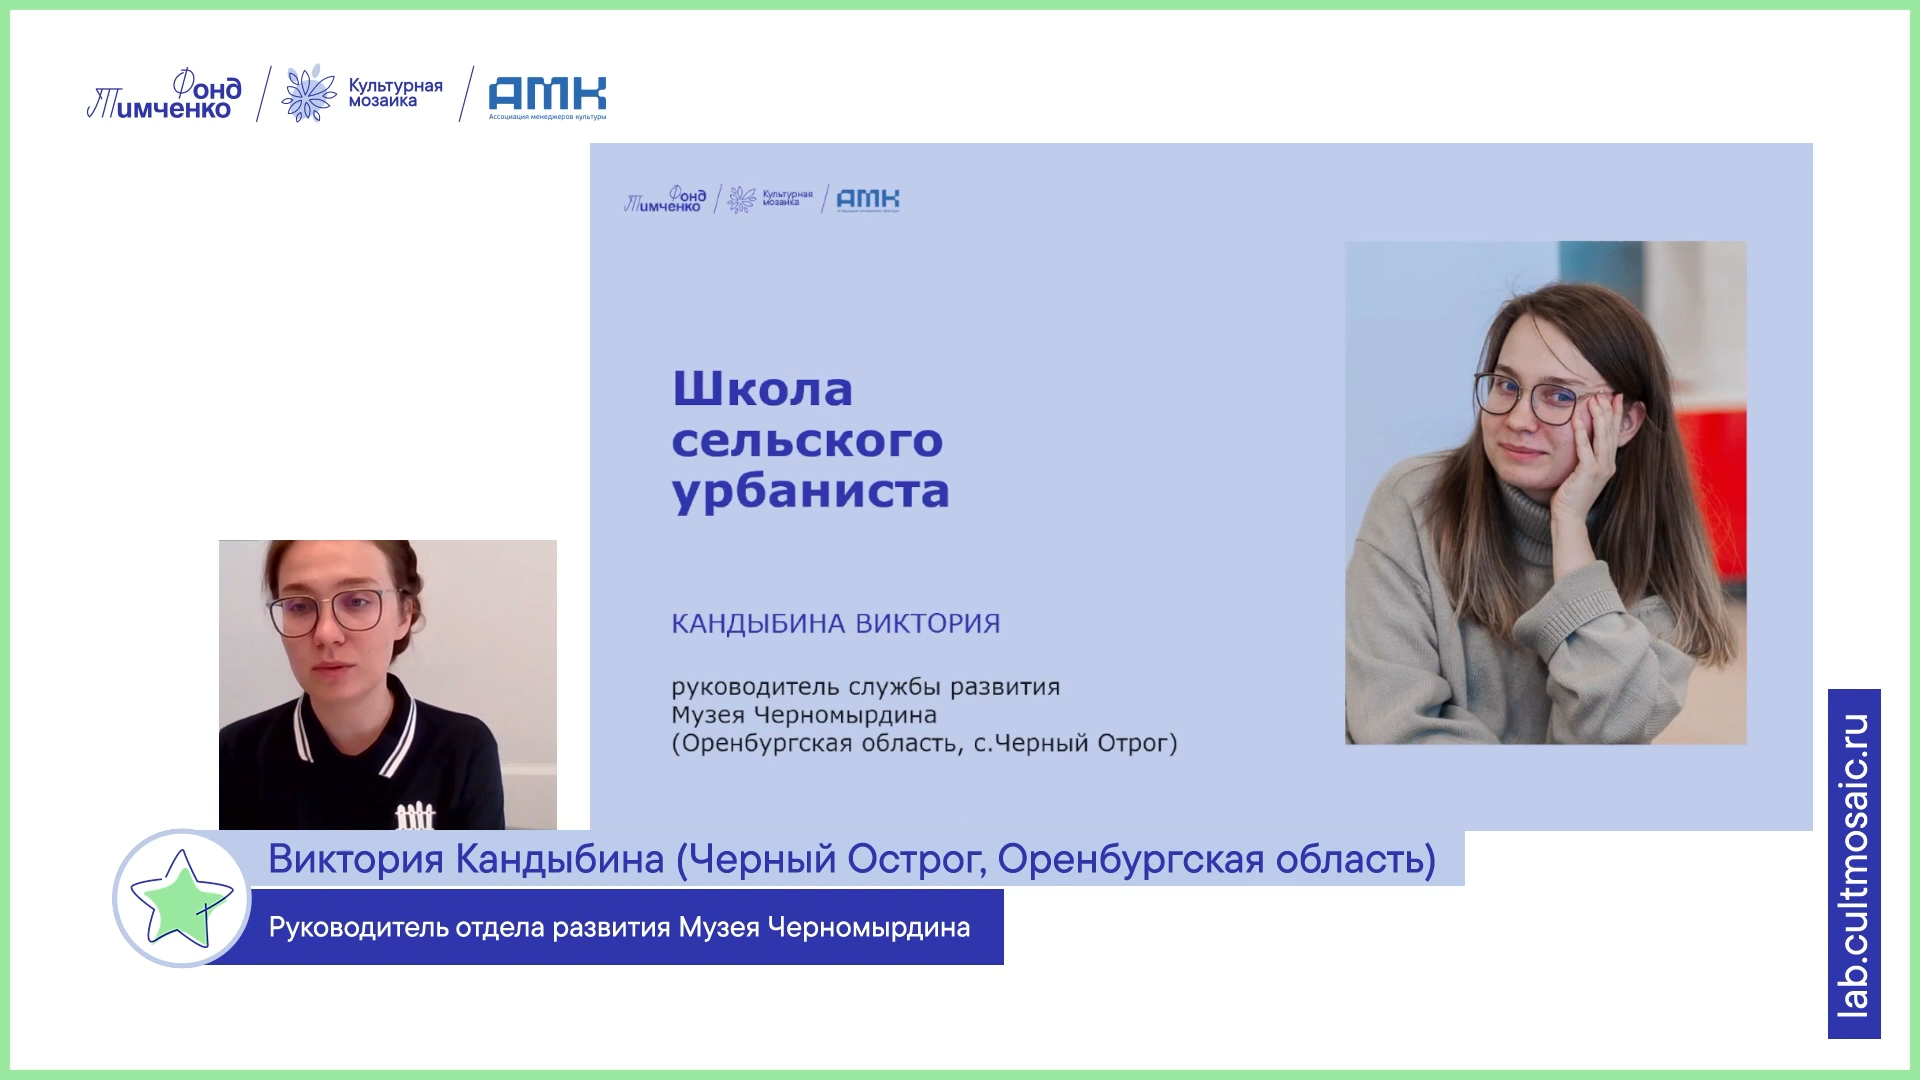 Фонд
Тимченко
Культурная
мозаика
АМК
Ассоциация менеджеров культуры
Фонд
Тимченко
Культурная
мозаика
АМК
Школа
сельского
урбаниста
КАНДЫБИНА ВИКТОРИЯ
руководитель службы развития
Музея Черномырдина
(Оренбургская область, с.Черный Отрог)
Виктория Кандыбина (Черный Острог, Оренбургская область)
Руководитель отдела развития Музея Черномырдина
lab.cultmosaic.ru